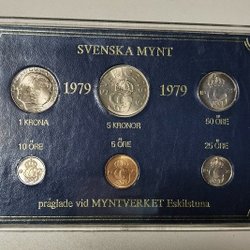 SVENSKA MYNT
1979 1979
1 KRONA 5 KRONOR 50 ÖRE
10 ÖRE 5 ÖRE 25 ÖRE
präglade vid MYNTVERKET Eskilstuna